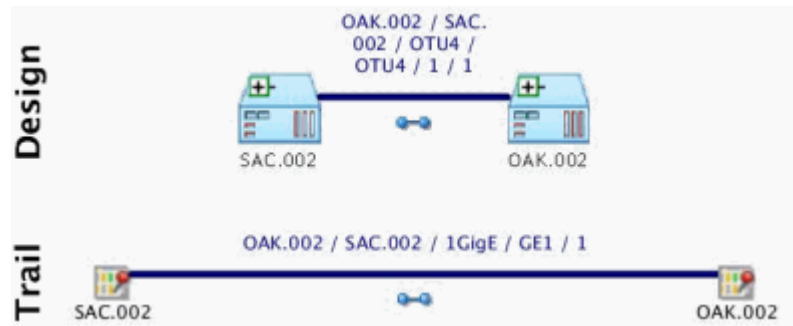 Design
OAK.002 / SAC.
002 / OTU4 /
OTU4 / 1 / 1
SAC.002
OAK.002
Trail
OAK.002 / SAC.002 / 1GigE / GE1 / 1
SAC.002
OAK.002